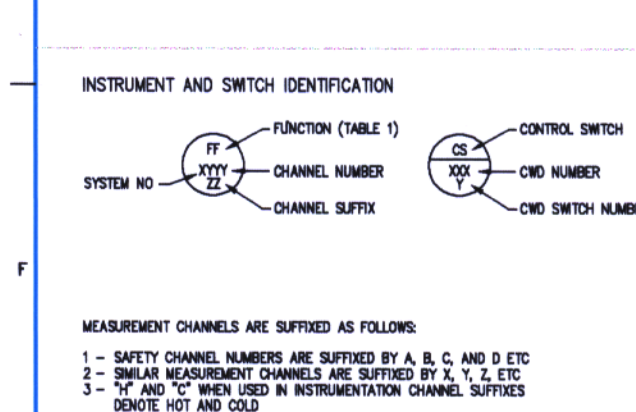 INSTRUMENT AND SWITCH IDENTIFICATION
FF
FUNCTION (TABLE 1)
XYYY
CHANNEL NUMBER
SYSTEM NO
ZZ
CHANNEL SUFFIX
CS
CONTROL SWITCH
XXX
CWD NUMBER
Y
CWD SWITCH NUMBE
F
MEASUREMENT CHANNELS ARE SUFFIXED AS FOLLOWS:
1 - SAFETY CHANNEL NUMBERS ARE SUFFIXED BY A, B, C, AND D ETC
2 - SIMILAR MEASUREMENT CHANNELS ARE SUFFIXED BY X, Y, Z, ETC
3 - "H" AND "C" WHEN USED IN INSTRUMENTATION CHANNEL SUFFIXES
DENOTE HOT AND COLD